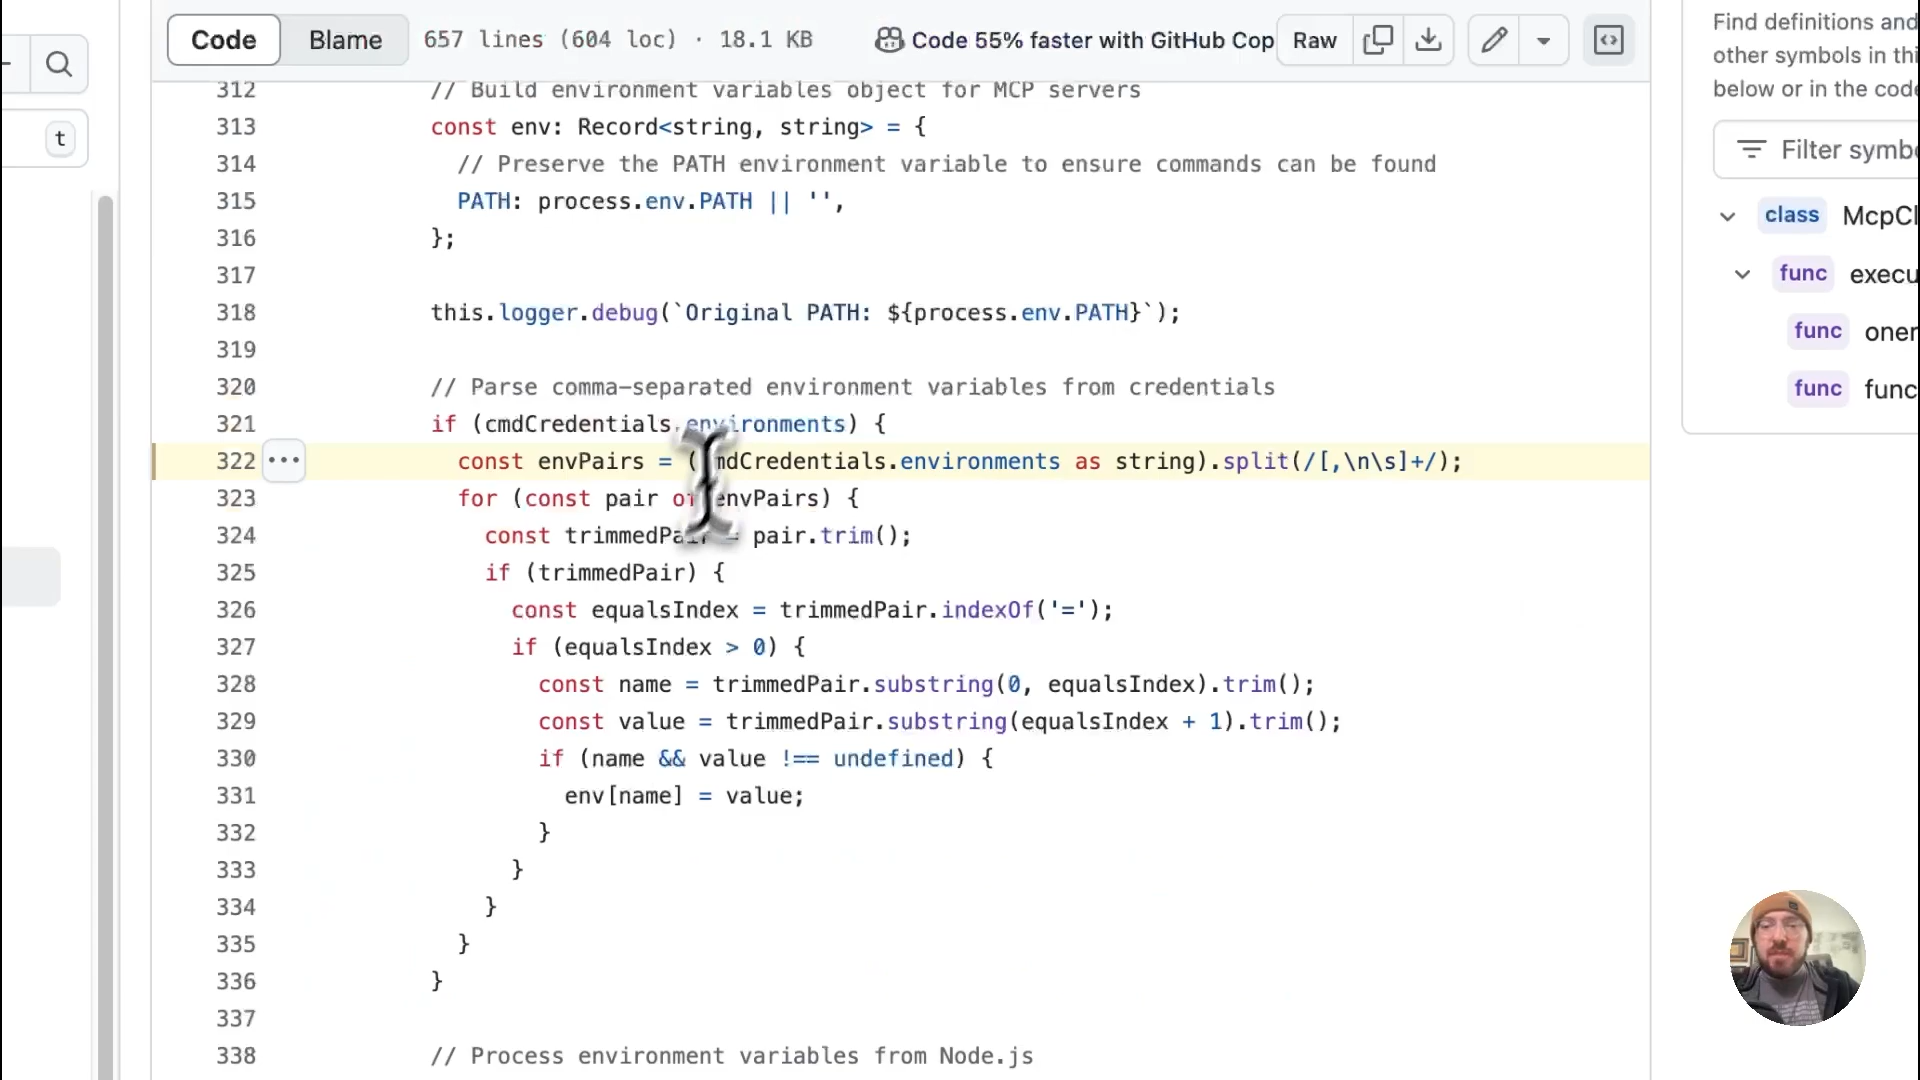 Code Blame 657 lines (604 loc) · 18.1 KB Code 55% faster with GitHub Cop Raw
t
312 // Build environment variables object for MCP servers
313 const env: Record<string, string> = {
314 // Preserve the PATH environment variable to ensure commands can be found
315 PATH: process.env.PATH || '',
316 };
317
318 this.logger.debug(`Original PATH: ${process.env.PATH}`);
319
320 // Parse comma-separated environment variables from credentials
321 if (cmdCredentials.environments) {
322 const envPairs = (cmdCredentials.environments as string).split(/[,\n\s]+/);
323 for (const pair of envPairs) {
324 const trimmedPair = pair.trim();
325 if (trimmedPair) {
326 const equalsIndex = trimmedPair.indexOf('=');
327 if (equalsIndex > 0) {
328 const name = trimmedPair.substring(0, equalsIndex).trim();
329 const value = trimmedPair.substring(equalsIndex + 1).trim();
330 if (name && value !== undefined) {
331 env[name] = value;
332 }
333 }
334 }
335 }
336 }
337
338 // Process environment variables from Node.js
Find definitions and
other symbols in thi
below or in the code
Filter symbo
class McpCl
func execu
func oner
func func